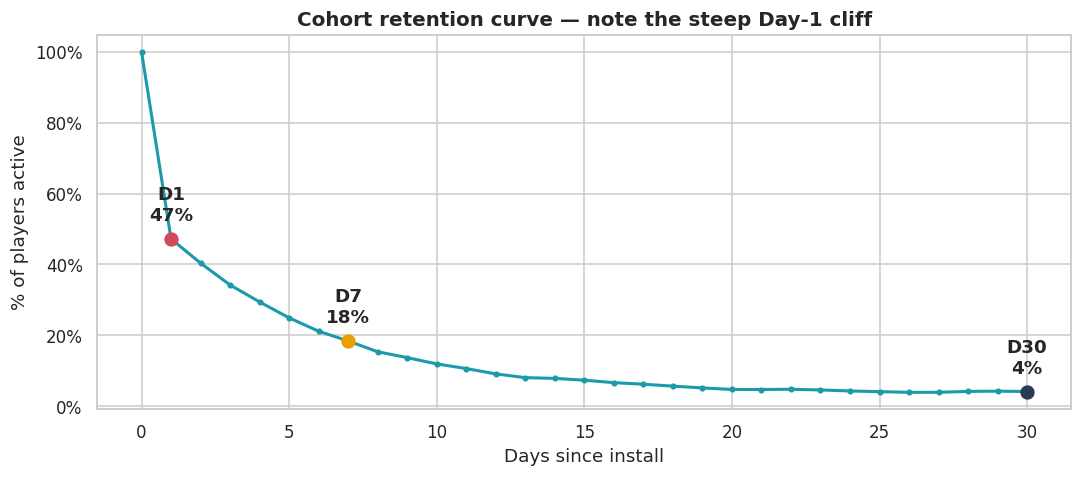 Cohort retention curve — note the steep Day-1 cliff
% of players active
100%
80%
60%
40%
20%
0%
D1
47%
D7
18%
D30
4%
0
5
10
15
20
25
30
Days since install